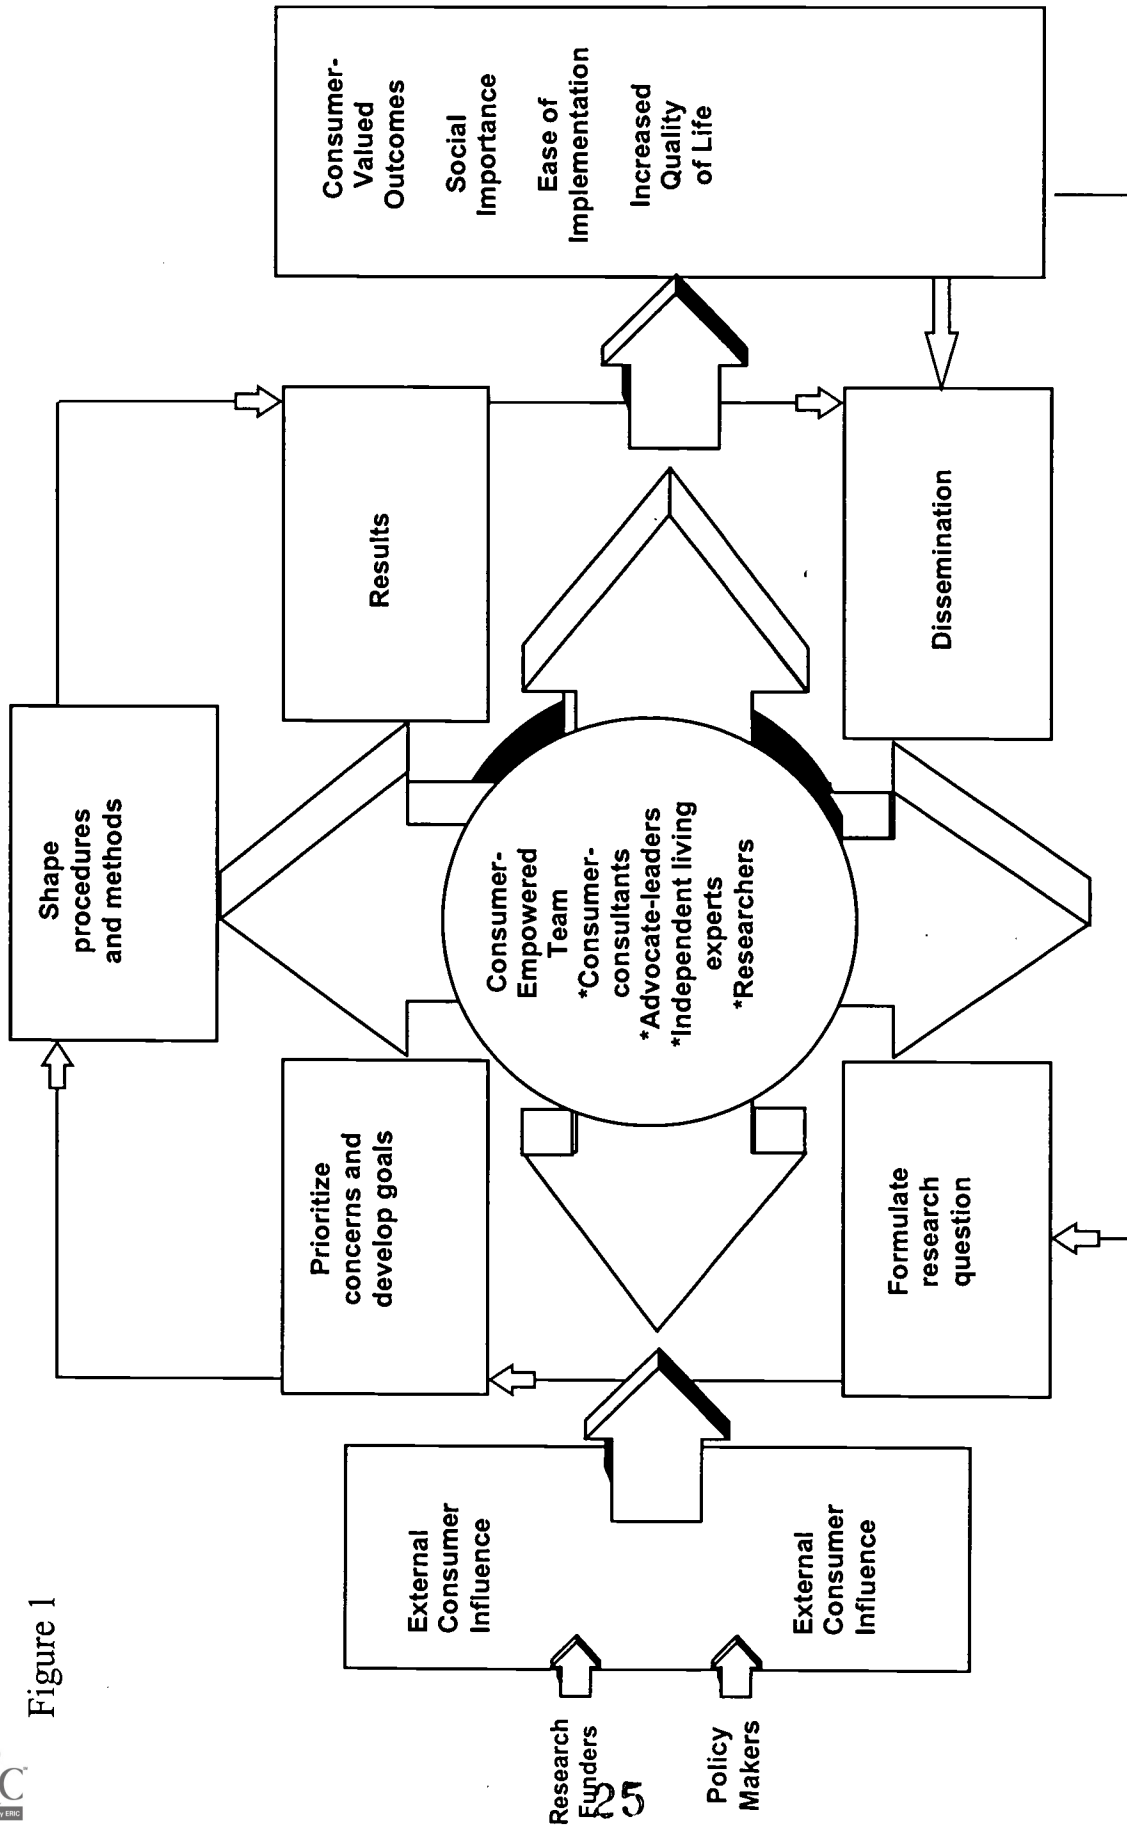 Figure 1
Shape
procedures
and methods
Prioritize
concerns and
develop goals
Results
External
Consumer
Influence
External
Consumer
Influence
Research
Funders
Policy
Makers
Consumer-
Empowered
Team
*Consumer-
consultants
*Advocate-leaders
*Independent living
experts
*Researchers
Consumer-
Valued
Outcomes
Social
Importance
Ease of
Implementation
Increased
Quality
of Life
Formulate
research
question
Dissemination
25